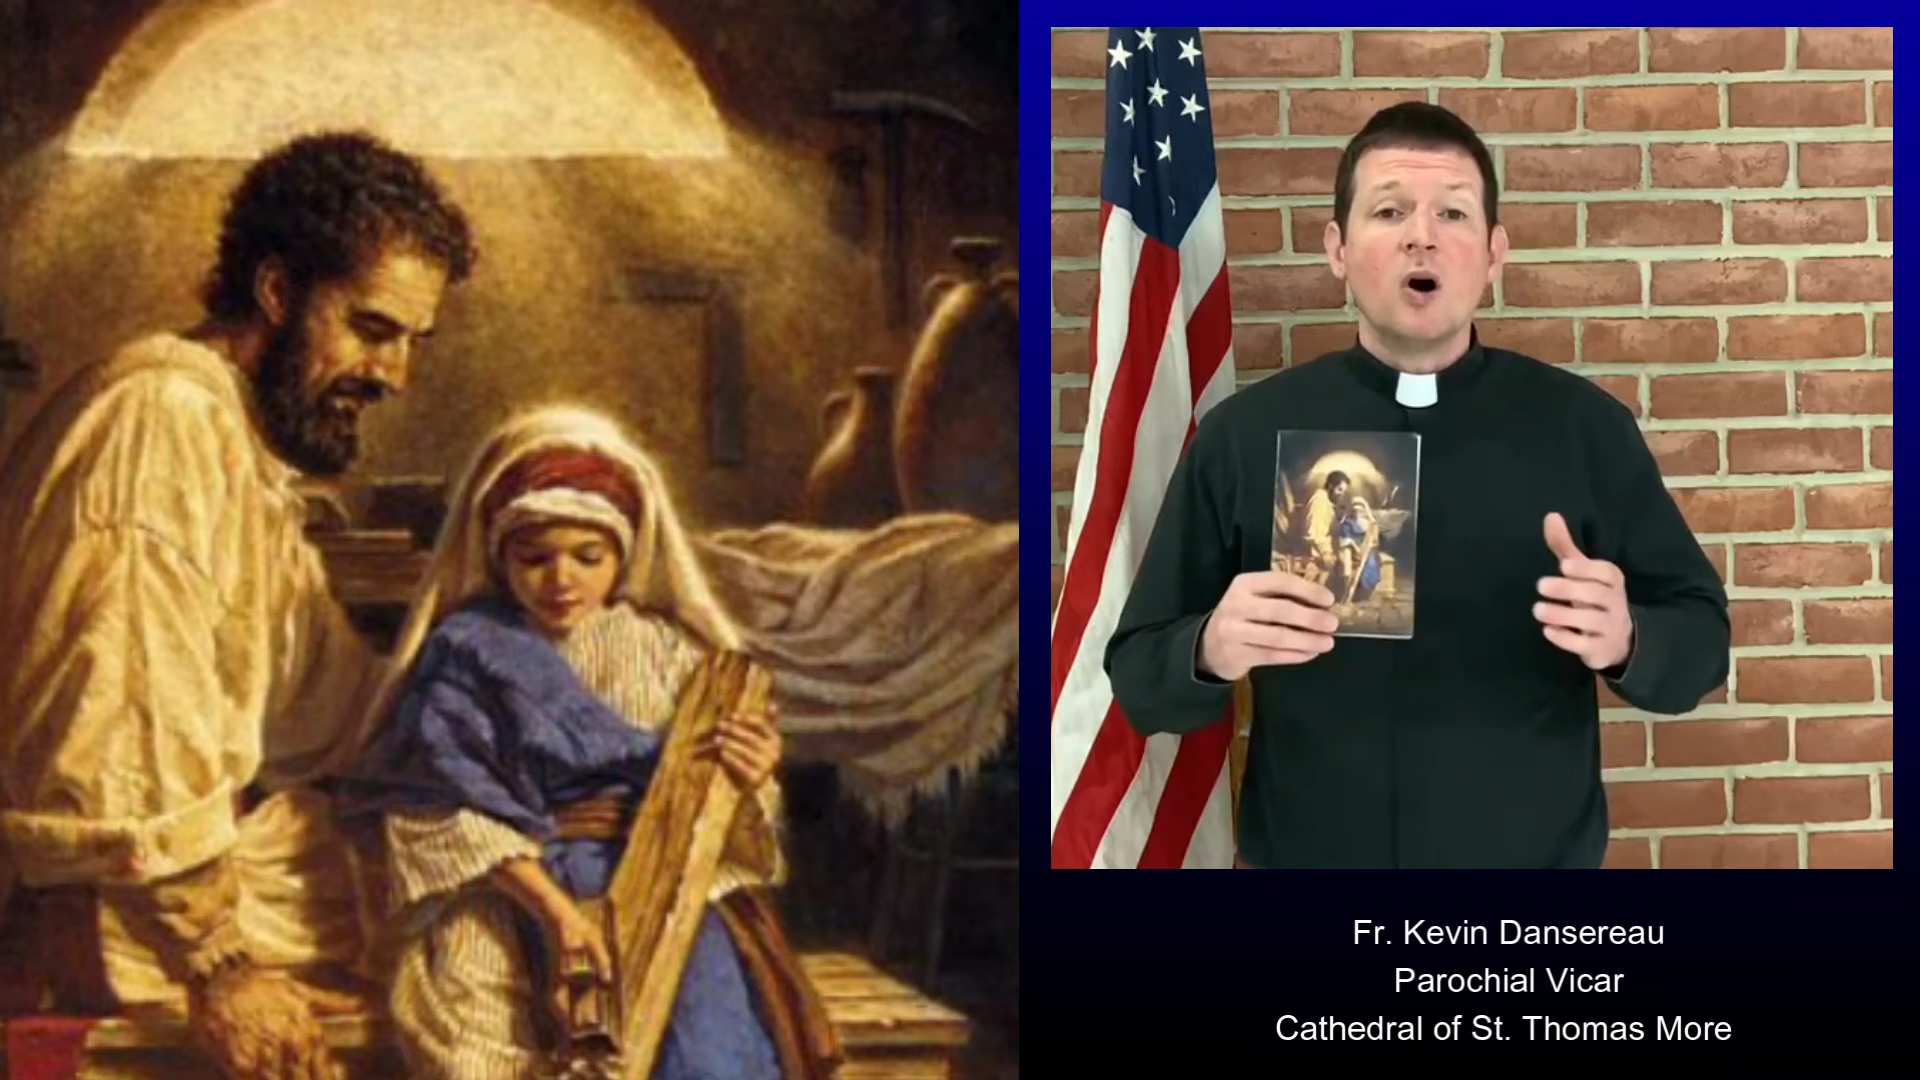 Fr. Kevin Dansereau
Parochial Vicar
Cathedral of St. Thomas More